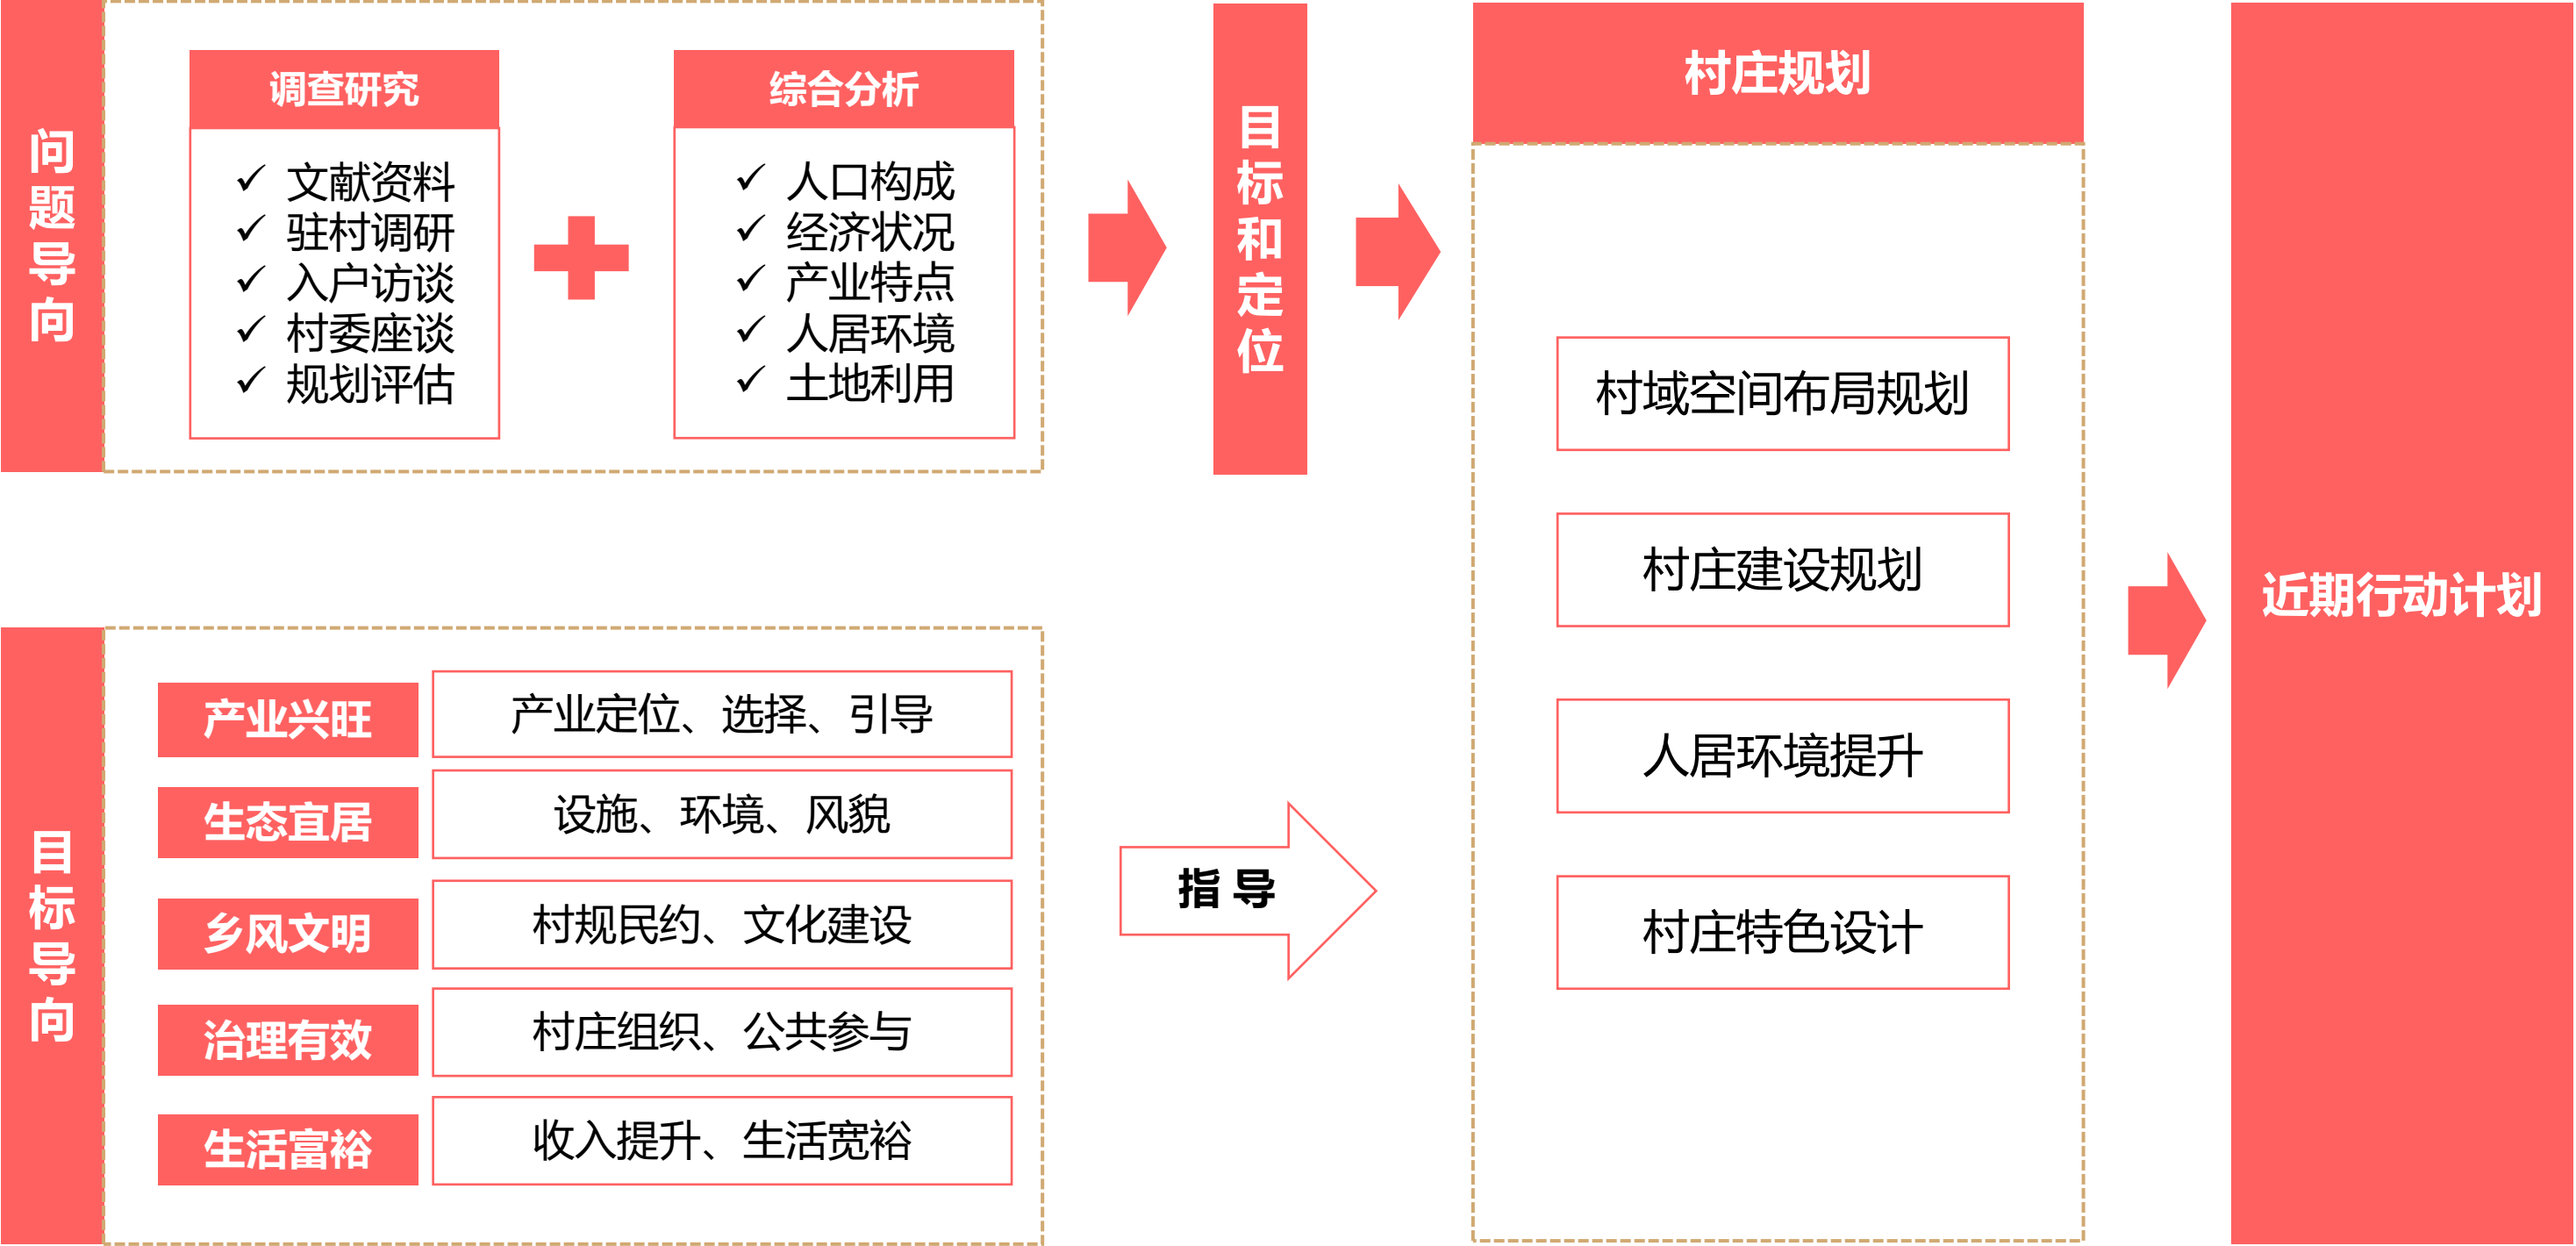 问题导向
调查研究
文献资料
驻村调研
入户访谈
村委座谈
规划评估
综合分析
人口构成
经济状况
产业特点
人居环境
土地利用
目标和定位
目标导向
产业兴旺
产业定位、选择、引导
生态宜居
设施、环境、风貌
乡风文明
村规民约、文化建设
治理有效
村庄组织、公共参与
生活富裕
收入提升、生活宽裕
指导
村庄规划
村域空间布局规划
村庄建设规划
人居环境提升
村庄特色设计
近期行动计划